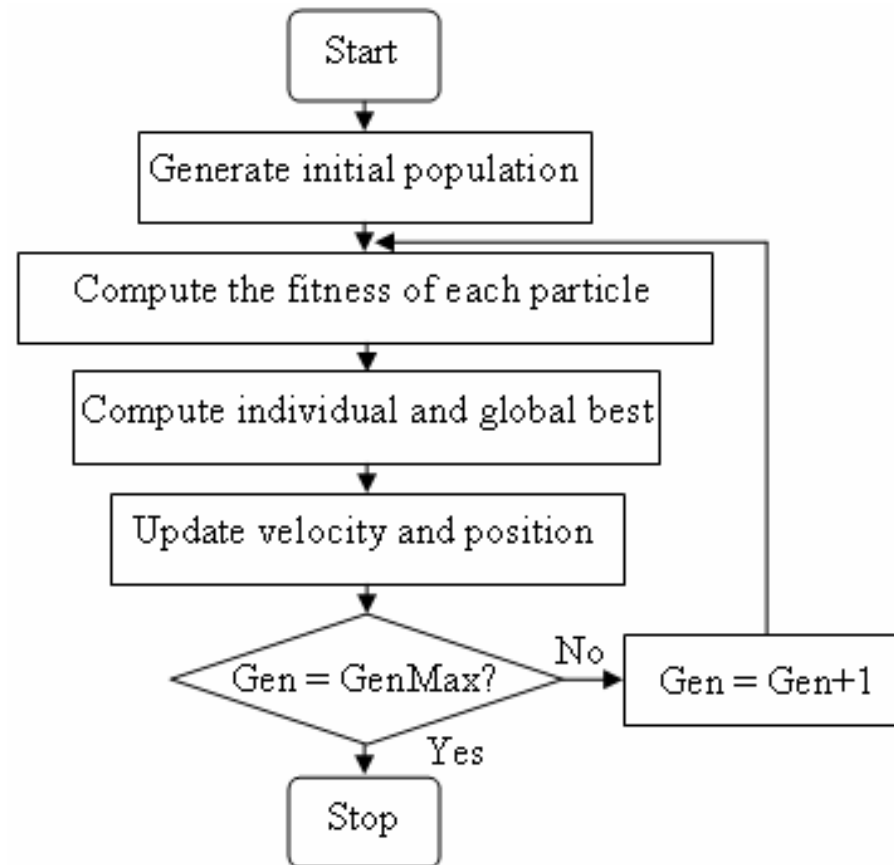 Start
Generate initial population
Compute the fitness of each particle
Compute individual and global best
Update velocity and position
Gen = GenMax?
No
Gen = Gen+1
Yes
Stop